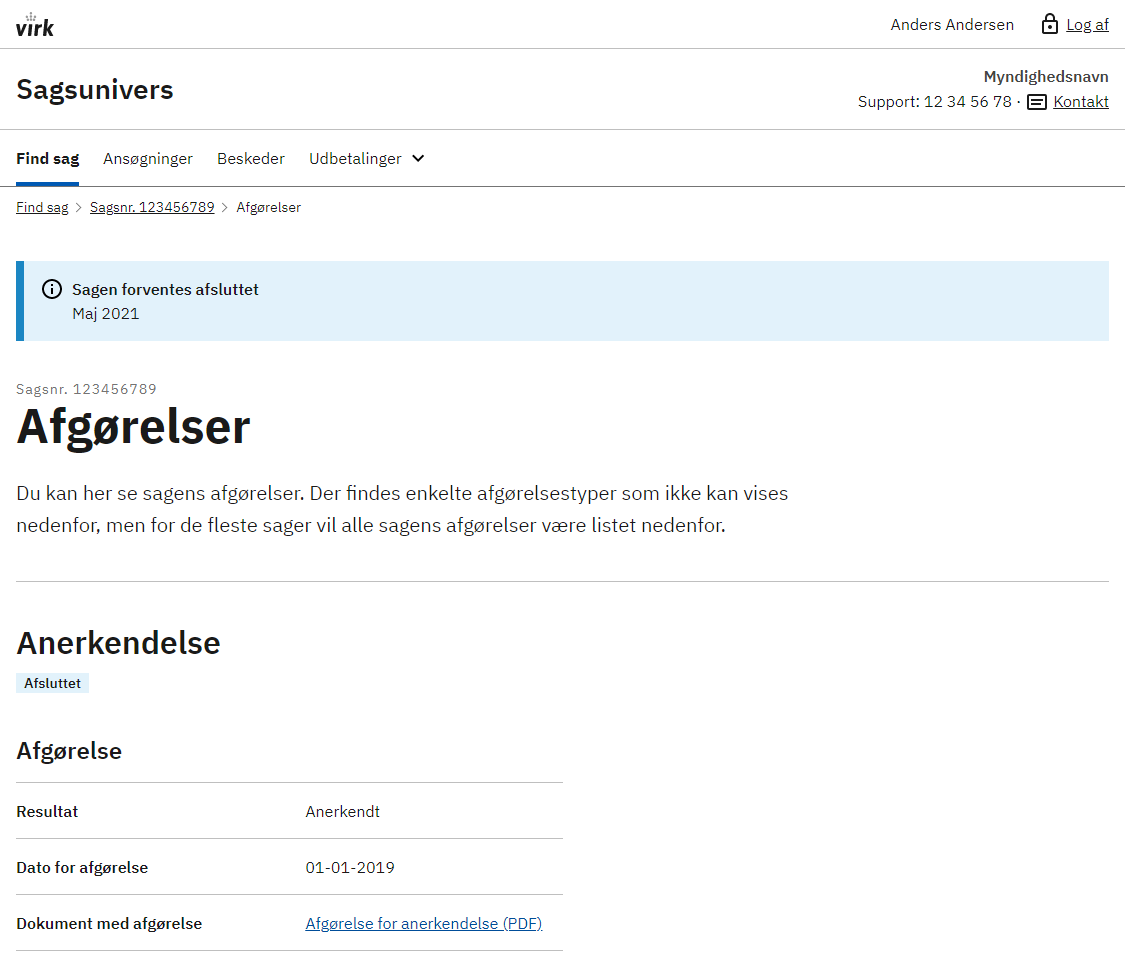 virk
Anders Andersen
Log af
Sagsunivers
Myndighedsnavn
Support: 12 34 56 78 · Kontakt
Find sag Ansøgninger Beskeder Udbetalinger
Find sag > Sagsnr. 123456789 > Afgørelser
Sagen forventes afsluttet
Maj 2021
Sagsnr. 123456789
Afgørelser
Du kan her se sagens afgørelser. Der findes enkelte afgørelsestyper som ikke kan vises
nedenfor, men for de fleste sager vil alle sagens afgørelser være listet nedenfor.
Anerkendelse
Afsluttet
Afgørelse
Resultat Anerkendt
Dato for afgørelse 01-01-2019
Dokument med afgørelse Afgørelse for anerkendelse (PDF)